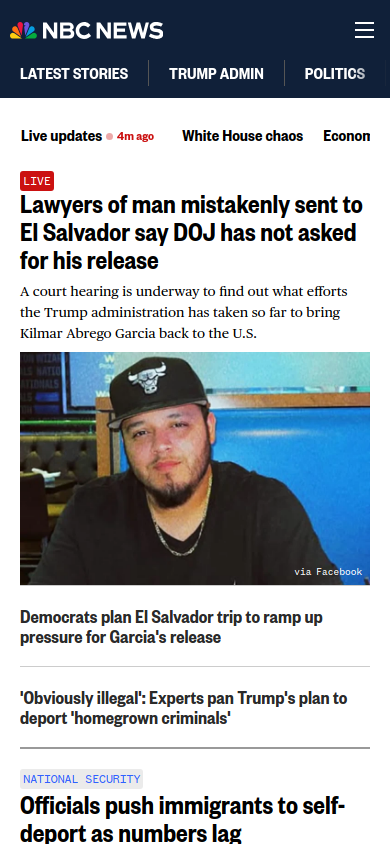 NBC NEWS
LATEST STORIES
TRUMP ADMIN
POLITICS
Live updates
4m ago
White House chaos
Econom
LIVE
Lawyers of man mistakenly sent to
El Salvador say DOJ has not asked
for his release
A court hearing is underway to find out what efforts
the Trump administration has taken so far to bring
Kilmar Abrego Garcia back to the U.S.
via Facebook
Democrats plan El Salvador trip to ramp up
pressure for Garcia's release
'Obviously illegal': Experts pan Trump's plan to
deport 'homegrown criminals'
NATIONAL SECURITY
Officials push immigrants to self-
deport as numbers lag